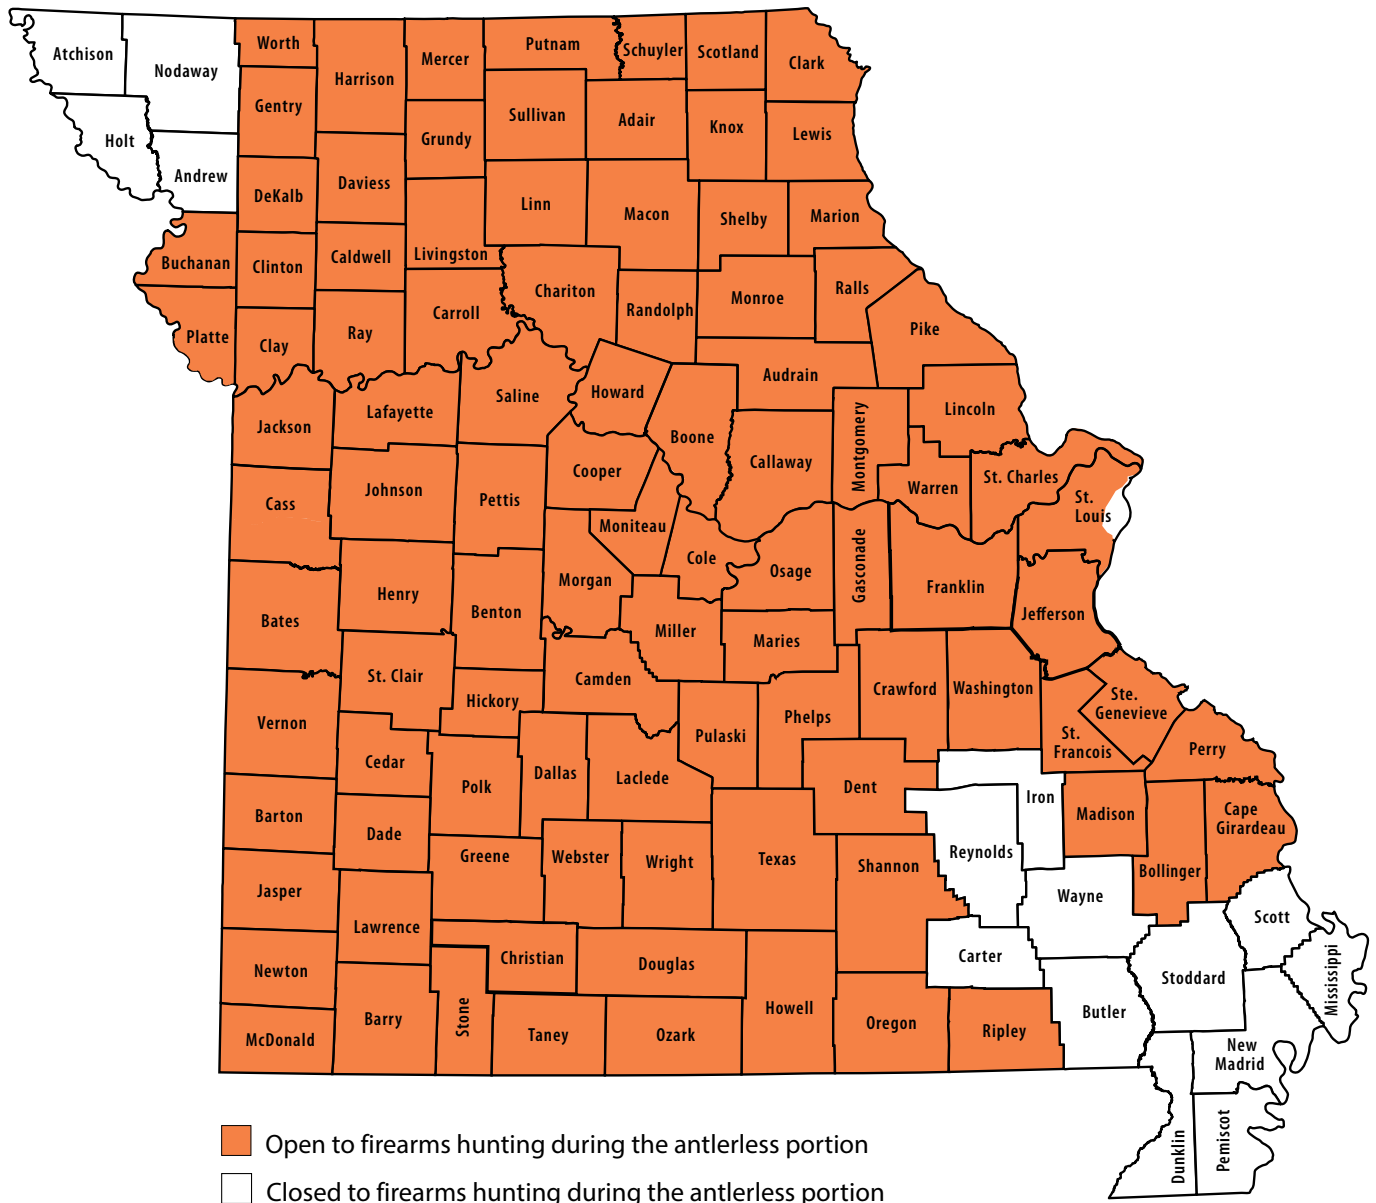 Atchison
Nodaway
Worth
Harrison
Mercer
Putnam
Schuyler
Scotland
Clark
Gentry
Sullivan
Adair
Knox
Lewis
Holt
Andrew
Grundy
DeKalb
Daviess
Linn
Macon
Shelby
Marion
Buchanan
Clinton
Caldwell
Livingston
Chariton
Randolph
Monroe
Ralls
Pike
Platte
Clay
Ray
Carroll
Audrain
Jackson
Lafayette
Saline
Howard
Boone
Callaway
Montgomery
Lincoln
Warren
St. Charles
St.
Louis
Cass
Johnson
Pettis
Cooper
Moniteau
Cole
Osage
Gasconade
Franklin
Jefferson
Bates
Henry
Benton
Morgan
Miller
Maries
St. Clair
Hickory
Camden
Crawford
Washington
Ste.
Genevieve
St.
Francois
Perry
Vernon
Cedar
Polk
Dallas
Laclede
Pulaski
Phelps
Dent
Iron
Madison
Cape
Girardeau
Barton
Dade
Greene
Webster
Wright
Texas
Shannon
Reynolds
Wayne
Bollinger
Jasper
Lawrence
Christian
Douglas
Carter
Scott
Mississippi
Stoddard
Newton
Barry
Stone
Taney
Ozark
Howell
Oregon
Ripley
Butler
New
Madrid
McDonald
Dunklin
Pemiscot
Open to firearms hunting during the antlerless portion
Closed to firearms hunting during the antlerless portion